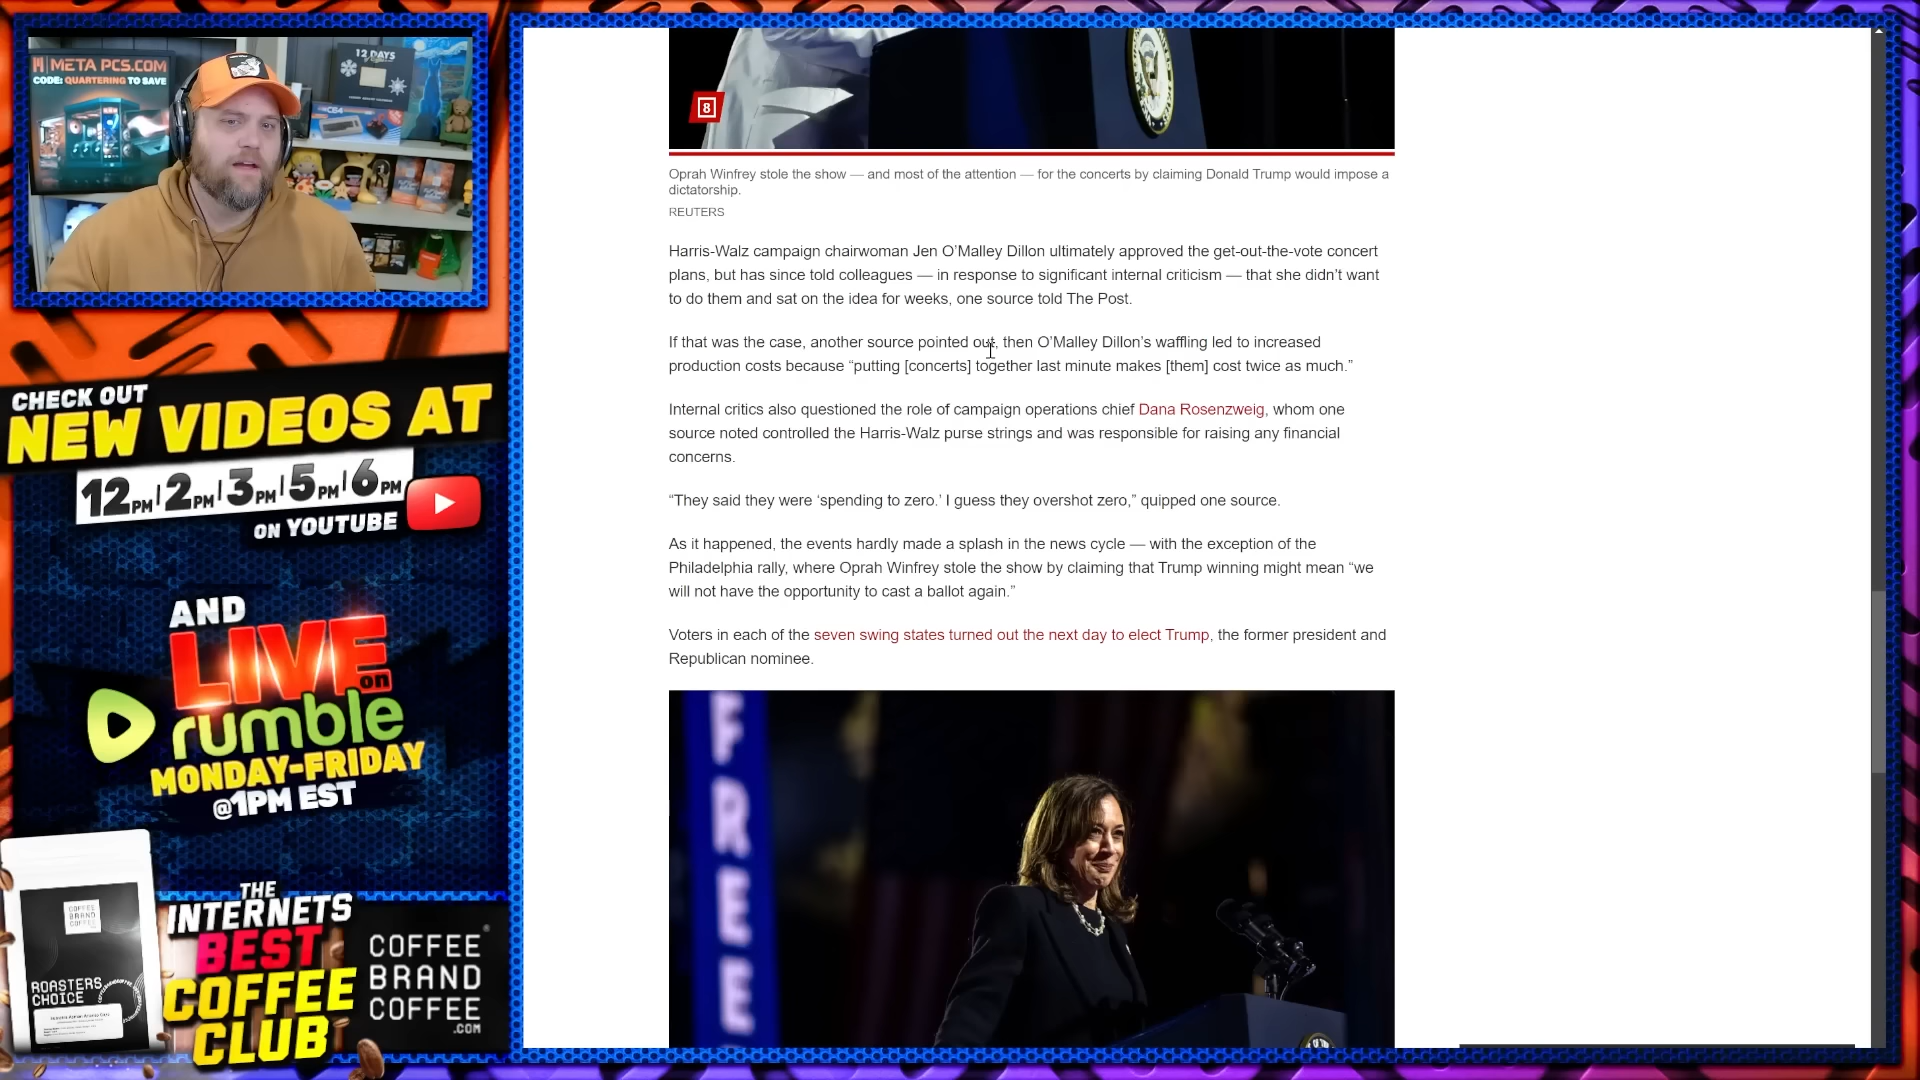 META PCS.COM
CODE: QUARTERING TO SAVE
12 DAYS
CHECK OUT
NEW VIDEOS AT
12PM | 2PM | 3PM | 5PM | 6PM
ON YOUTUBE
AND
LIVE
on
rumble
MONDAY-FRIDAY
@1PM EST
THE
INTERNETS
BEST
COFFEE
CLUB
COFFEE
BRAND
COFFEE
.COM
COFFEE
BRAND
COFFEE
ROASTERS
CHOICE
8
Oprah Winfrey stole the show — and most of the attention — for the concerts by claiming Donald Trump would impose a
dictatorship.
REUTERS
Harris-Walz campaign chairwoman Jen O’Malley Dillon ultimately approved the get-out-the-vote concert
plans, but has since told colleagues — in response to significant internal criticism — that she didn’t want
to do them and sat on the idea for weeks, one source told The Post.
If that was the case, another source pointed out, then O’Malley Dillon’s waffling led to increased
production costs because “putting [concerts] together last minute makes [them] cost twice as much.”
Internal critics also questioned the role of campaign operations chief Dana Rosenzweig, whom one
source noted controlled the Harris-Walz purse strings and was responsible for raising any financial
concerns.
“They said they were ‘spending to zero.’ I guess they overshot zero,” quipped one source.
As it happened, the events hardly made a splash in the news cycle — with the exception of the
Philadelphia rally, where Oprah Winfrey stole the show by claiming that Trump winning might mean “we
will not have the opportunity to cast a ballot again.”
Voters in each of the seven swing states turned out the next day to elect Trump, the former president and
Republican nominee.
FREE